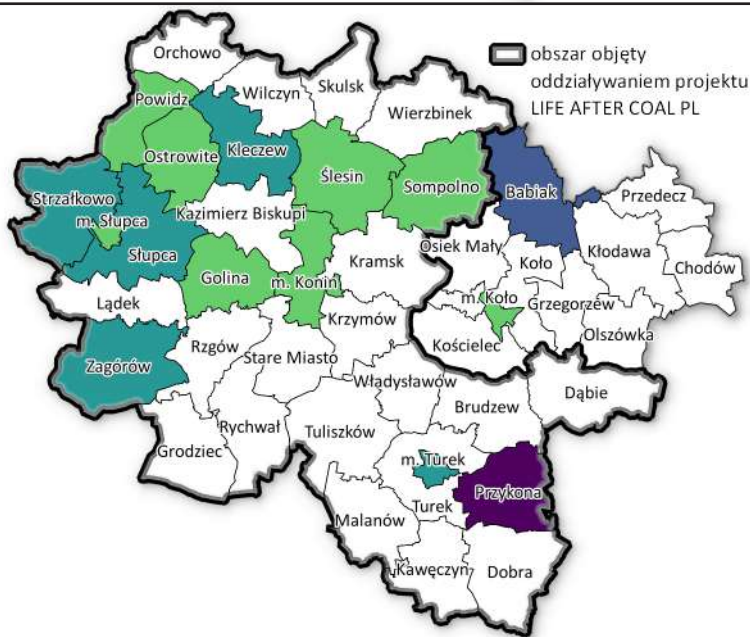 Orchowo
obszar objęty
oddziaływaniem projektu
LIFE AFTER COAL PL
Wilczyn
Skulsk
Wierzbinek
Powidz
Ostrowite
Kleczew
Ślesin
Sompolno
Babiak
Przedecz
Strzałkowo
m. Słupca
Słupca
Kazimierz Biskupi
Osiek Mały
Koło
Kłodawa
Chodów
Golina
m. Konin
Kramsk
m. Koło
Grzegorzew
Olszówka
Lądek
Krzymów
Kościelec
Zagórów
Rzgów
Stare Miasto
Władysławów
Brudzew
Dąbie
Grodziec
Rychwał
Tuliszków
m. Turek
Turek
Przykona
Malanów
Kawęczyn
Dobra